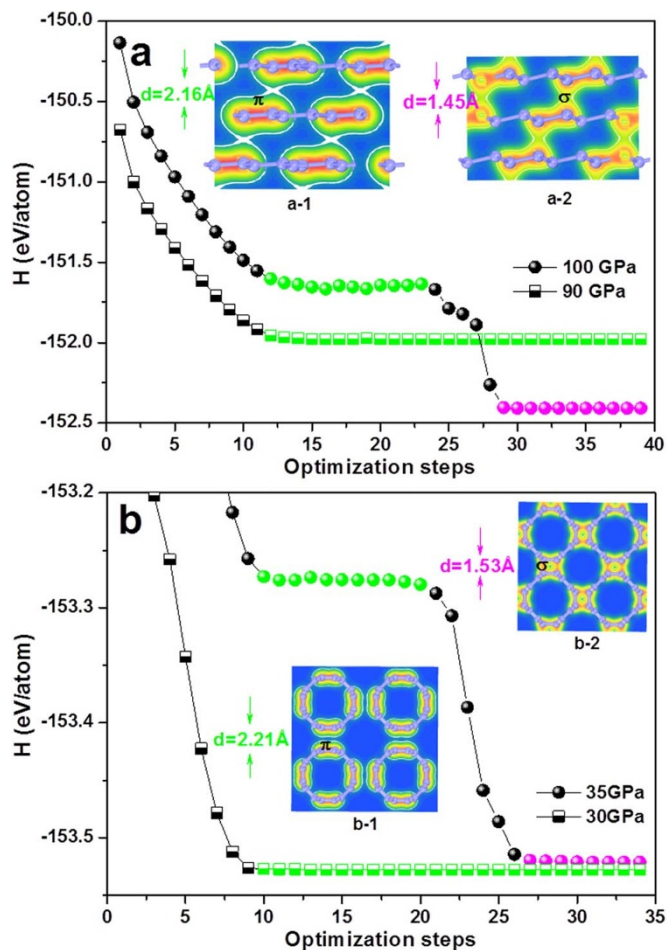 a
-150.0
-150.5
-151.0
-151.5
-152.0
-152.5
H (eV/atom)
d=2.16Å
π
a-1
d=1.45Å
σ
a-2
100 GPa
90 GPa
0 5 10 15 20 25 30 35 40
Optimization steps
b
-153.2
-153.3
-153.4
-153.5
H (eV/atom)
d=1.53Å
σ
b-2
d=2.21Å
π
b-1
35GPa
30GPa
0 5 10 15 20 25 30 35
Optimization steps